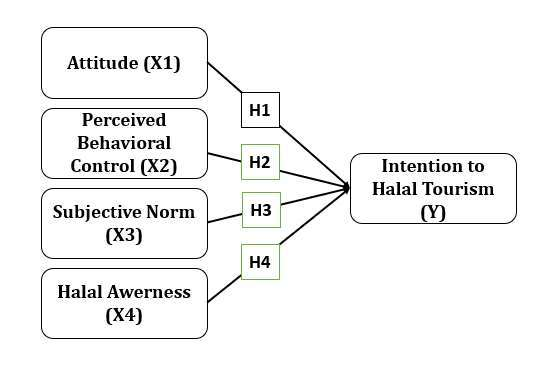 Attitude (X1)
Perceived
Behavioral
Control (X2)
Subjective Norm
(X3)
Halal Awerness
(X4)
H1
H2
H3
H4
Intention to
Halal Tourism
(Y)